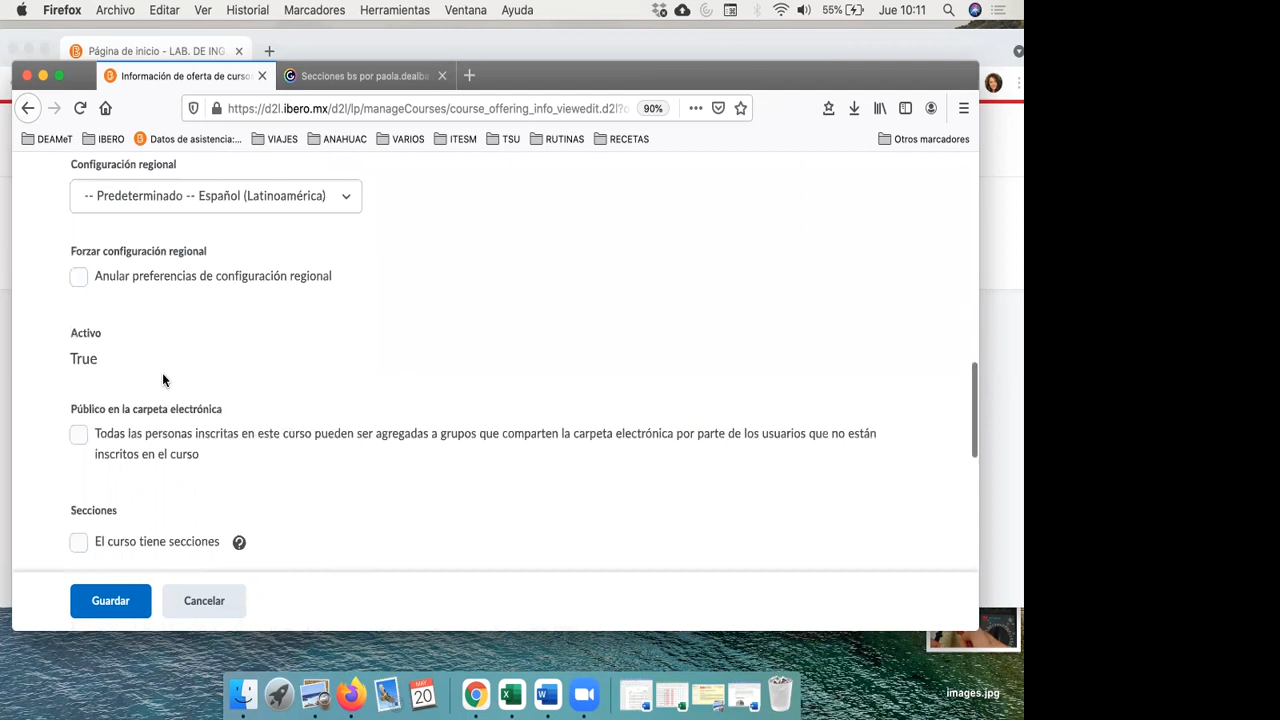 Firefox Archivo Editar Ver Historial Marcadores Herramientas Ventana Ayuda 55% Jue 10:11
Página de inicio - LAB. DE ING
Información de oferta de curso Secciones bs por paola.dealba
https://d2l.ibero.mx/d2l/lp/manageCourses/course_offering_info_viewedit.d2l?o 90%
DEAMeT IBERO Datos de asistencia:... VIAJES ANAHUAC VARIOS ITESM TSU RUTINAS RECETAS Otros marcadores
Configuración regional
-- Predeterminado -- Español (Latinoamérica)
Forzar configuración regional
Anular preferencias de configuración regional
Activo
True
Público en la carpeta electrónica
Todas las personas inscritas en este curso pueden ser agregadas a grupos que comparten la carpeta electrónica por parte de los usuarios que no están
inscritos en el curso
Secciones
El curso tiene secciones ?
Guardar Cancelar
MAY
20
images.jpg